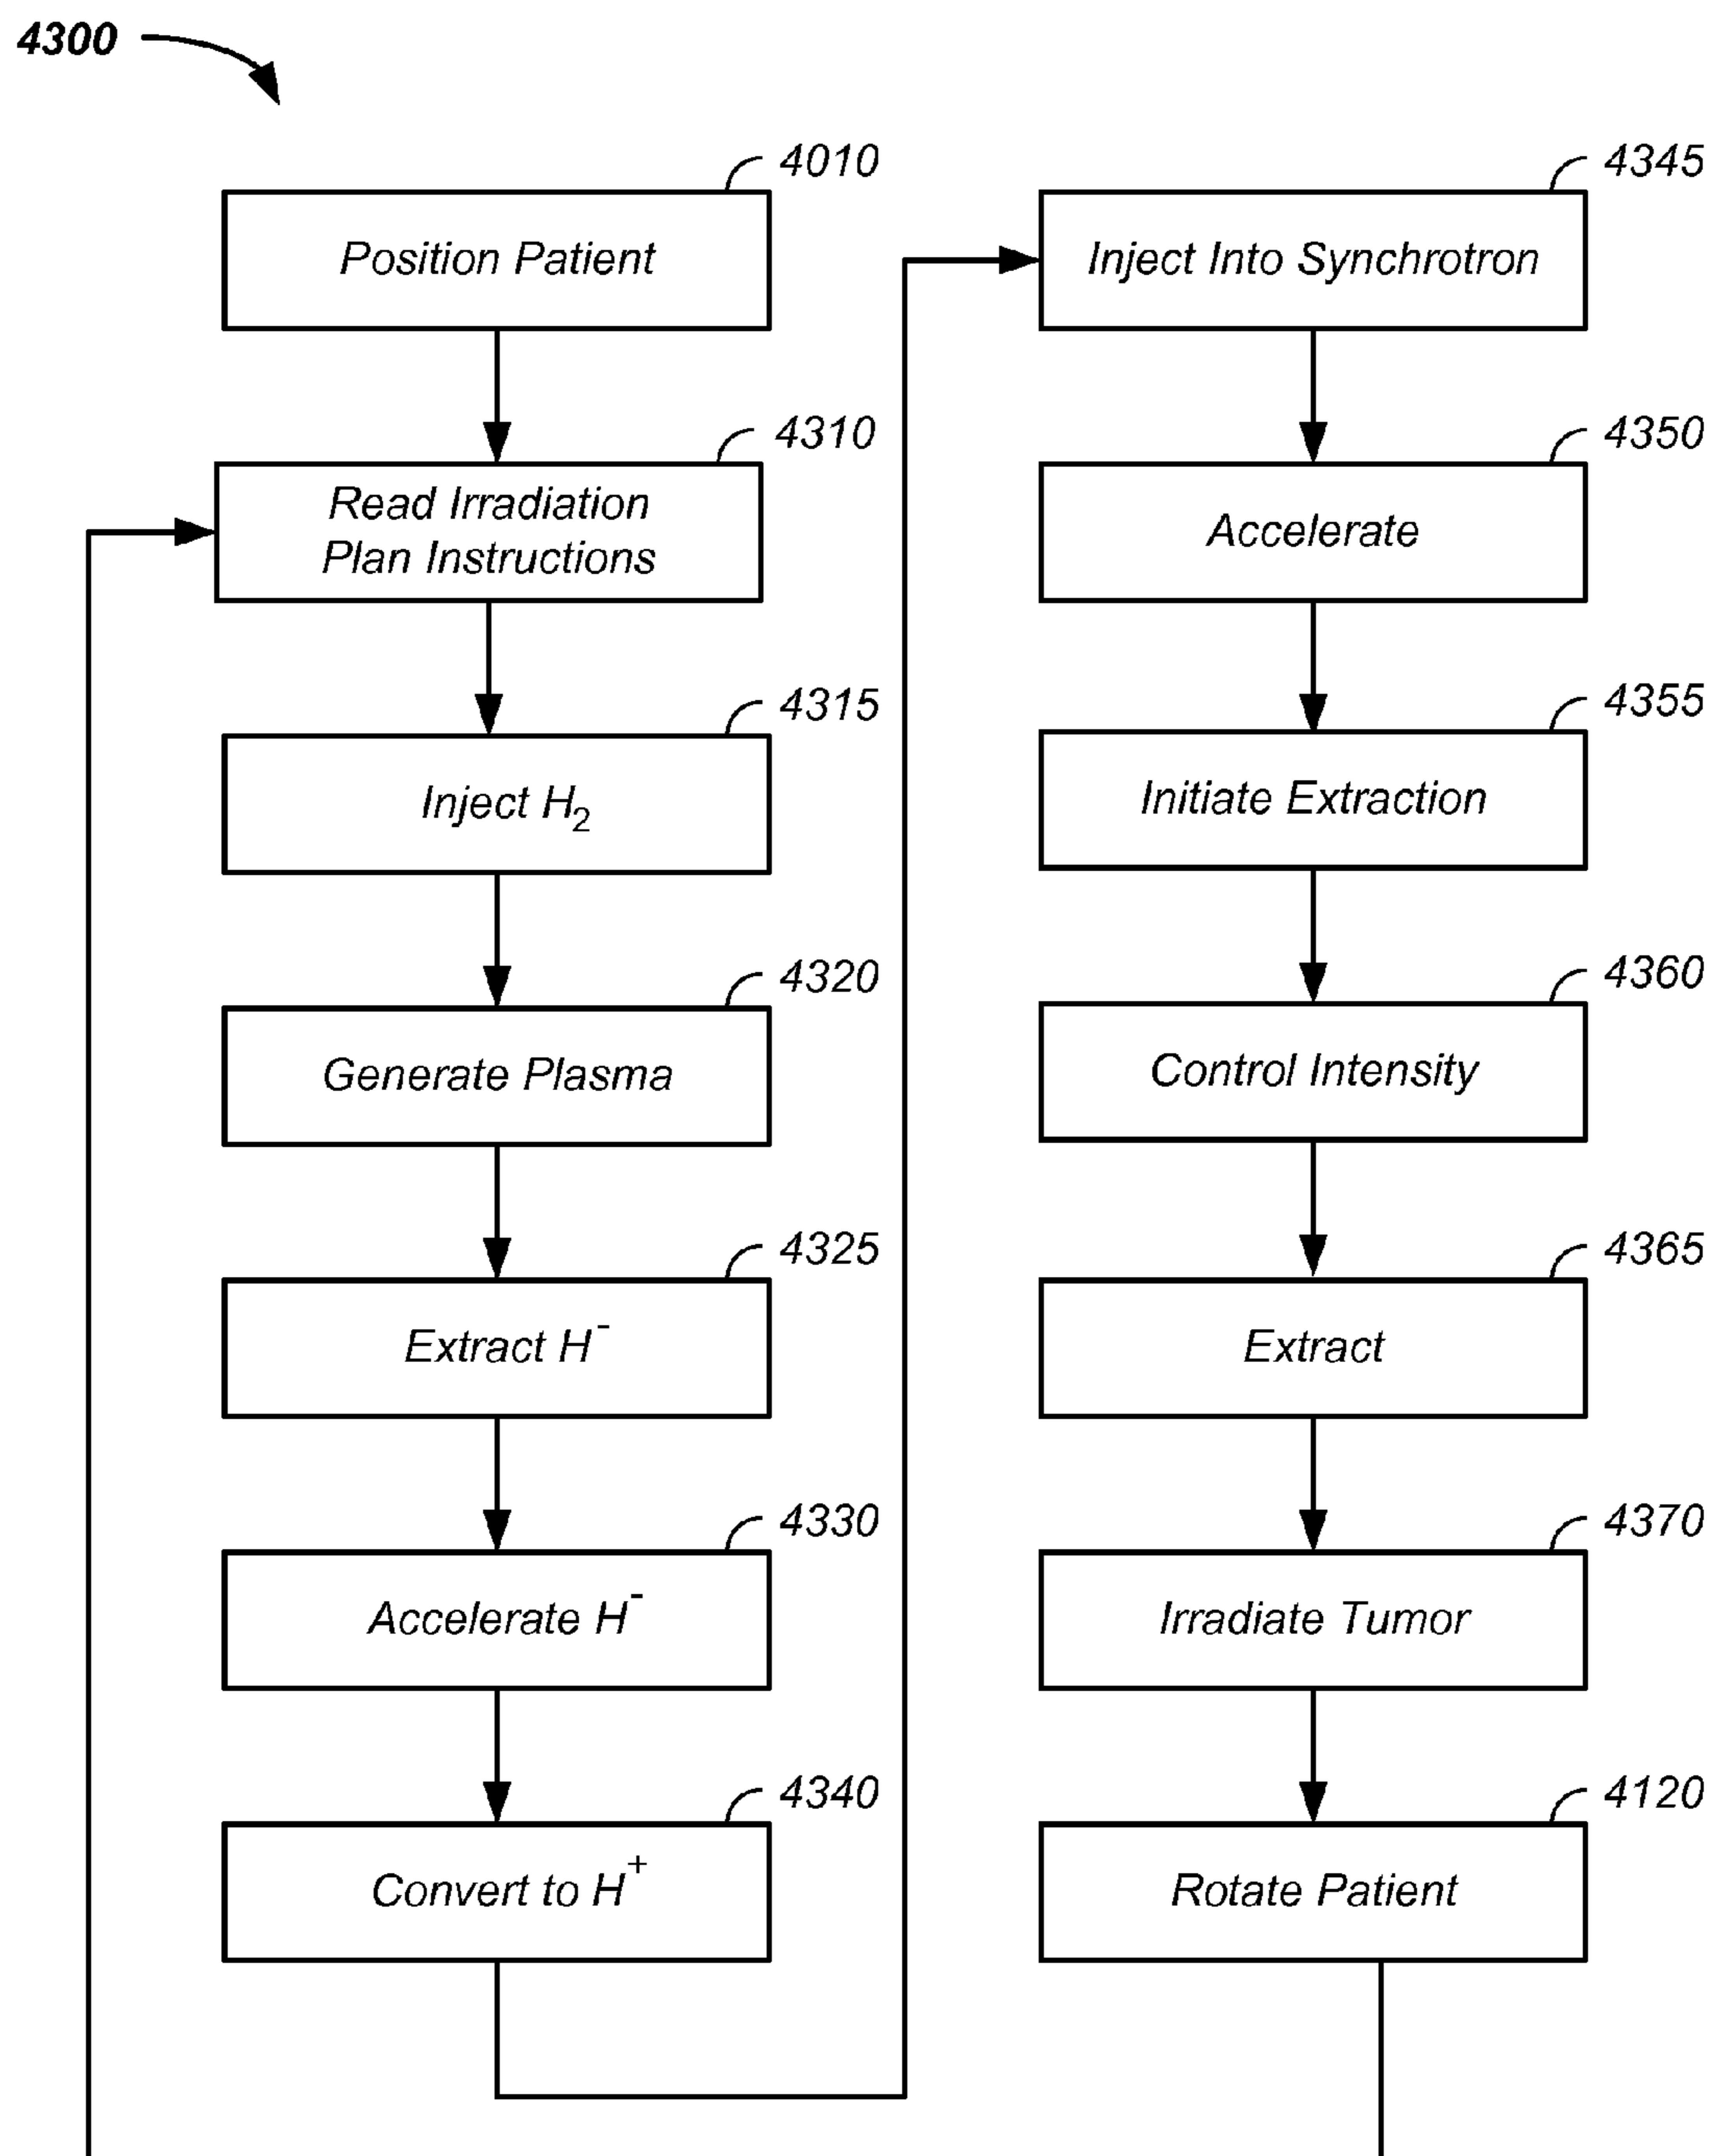 4300
4010
Position Patient
4310
Read Irradiation
Plan Instructions
4315
Inject H₂
4320
Generate Plasma
4325
Extract H⁻
4330
Accelerate H⁻
4340
Convert to H⁺
4345
Inject Into Synchrotron
4350
Accelerate
4355
Initiate Extraction
4360
Control Intensity
4365
Extract
4370
Irradiate Tumor
4120
Rotate Patient